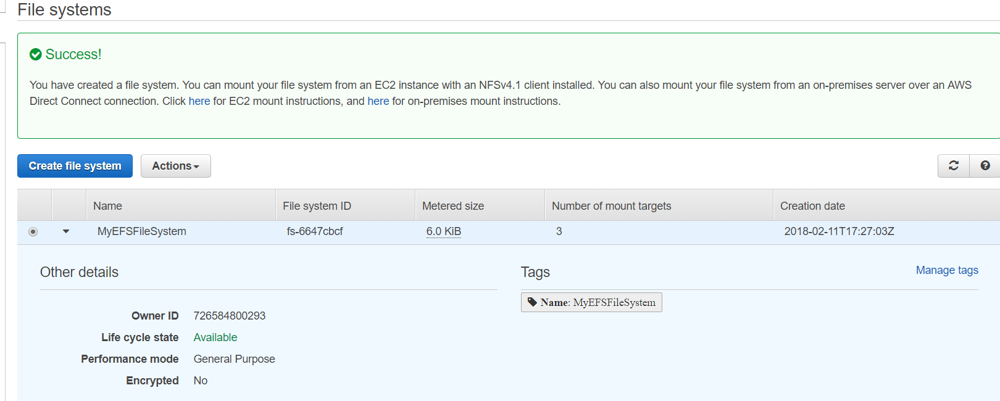 File systems
Success!
You have created a file system. You can mount your file system from an EC2 instance with an NFSv4.1 client installed. You can also mount your file system from an on-premises server over an AWS
Direct Connect connection. Click here for EC2 mount instructions, and here for on-premises mount instructions.
Create file system Actions
Name File system ID Metered size Number of mount targets Creation date
MyEFSFileSystem fs-6647cbcf 6.0 KiB 3 2018-02-11T17:27:03Z
Other details
Tags
Manage tags
Name: MyEFSFileSystem
Owner ID 726584800293
Life cycle state Available
Performance mode General Purpose
Encrypted No